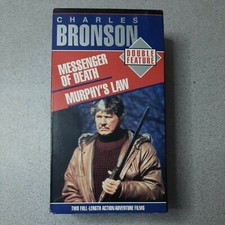 CHARLES
BRONSON
DOUBLE
FEATURE
MESSENGER
OF DEATH
MURPHY'S LAW
TWO FULL-LENGTH ACTION/ADVENTURE FILMS